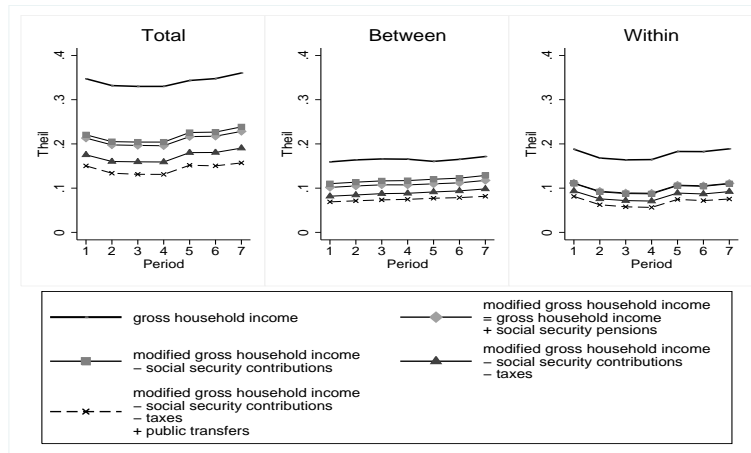 Total
Between
Within
Theil
.4
.3
.2
.1
0
1 2 3 4 5 6 7
Period
Theil
.4
.3
.2
.1
0
1 2 3 4 5 6 7
Period
Theil
.4
.3
.2
.1
0
1 2 3 4 5 6 7
Period
gross household income
modified gross household income
= gross household income
+ social security pensions
modified gross household income
− social security contributions
modified gross household income
− social security contributions
− taxes
modified gross household income
− social security contributions
− taxes
+ public transfers